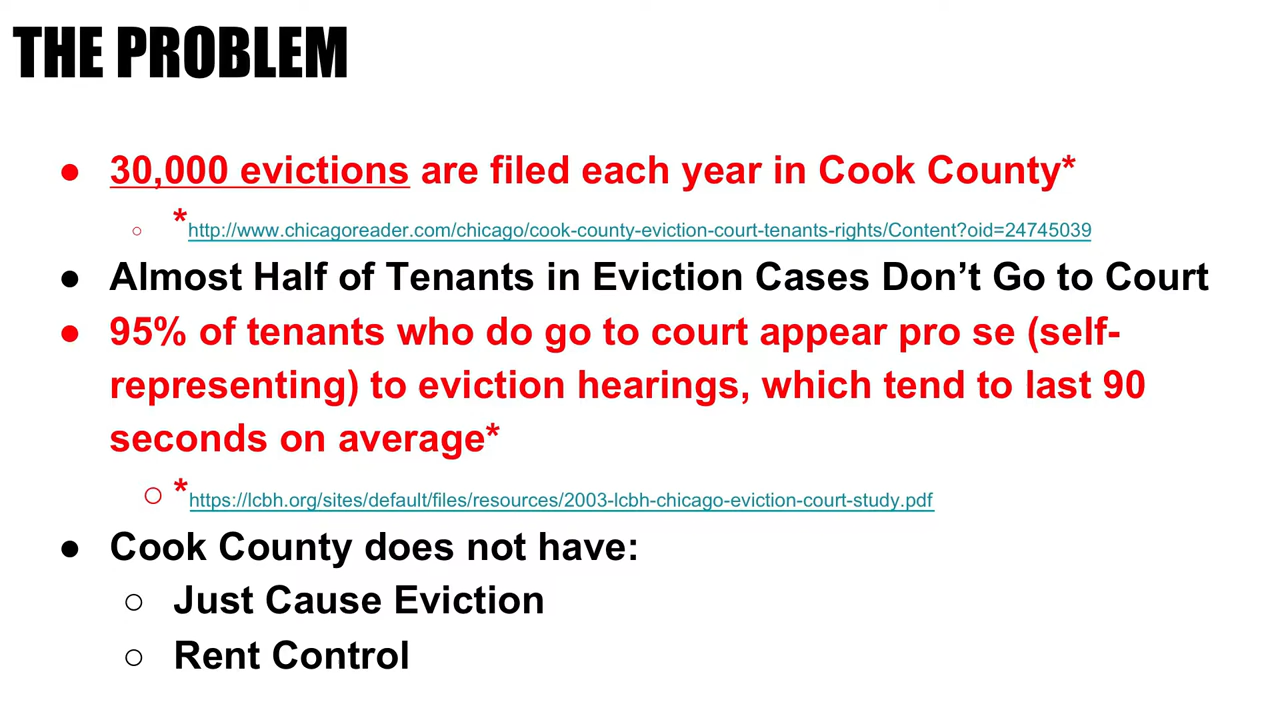 THE PROBLEM
● 30,000 evictions are filed each year in Cook County*
○ *http://www.chicagoreader.com/chicago/cook-county-eviction-court-tenants-rights/Content?oid=24745039
● Almost Half of Tenants in Eviction Cases Don’t Go to Court
● 95% of tenants who do go to court appear pro se (self-
representing) to eviction hearings, which tend to last 90
seconds on average*
○ *https://lcbh.org/sites/default/files/resources/2003-lcbh-chicago-eviction-court-study.pdf
● Cook County does not have:
○ Just Cause Eviction
○ Rent Control